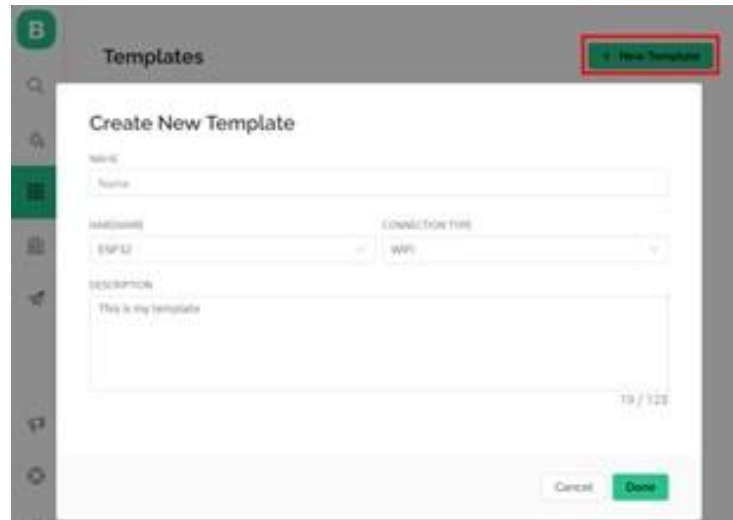 B
Templates
+ New Template
Create New Template
NAME
Name
HARDWARE
CONNECTION TYPE
ESP32
WiFi
DESCRIPTION
This is my template
19 / 128
Cancel
Done